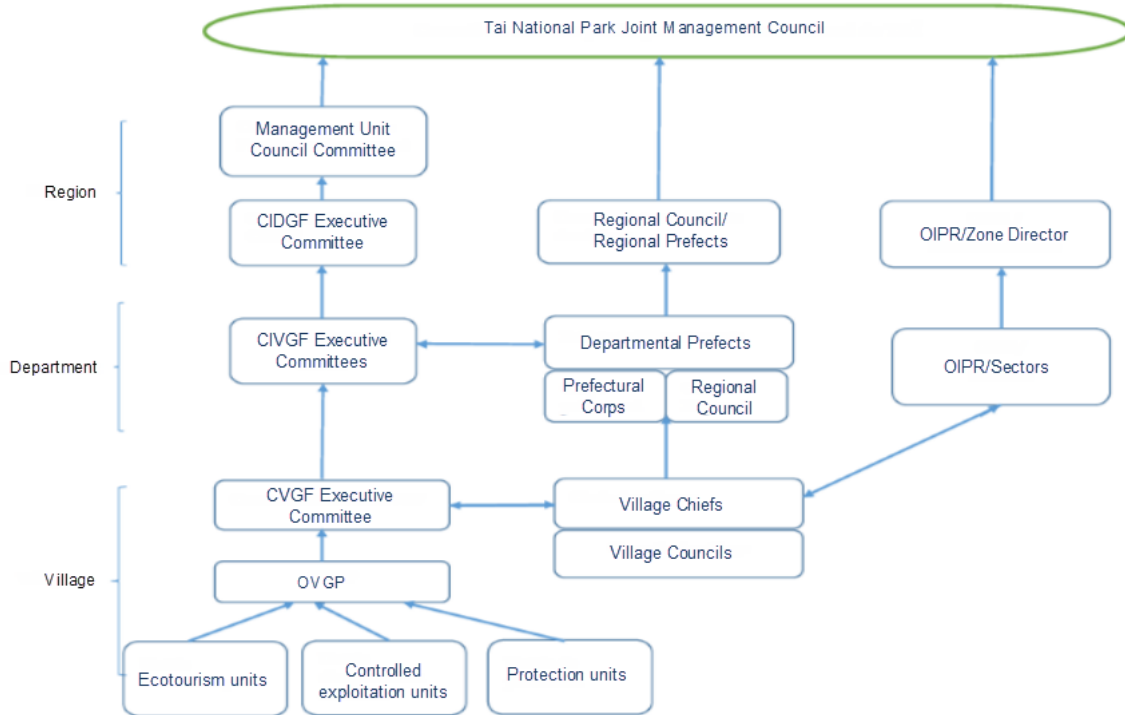 Tai National Park Joint Management Council
Management Unit
Council Committee
Region
CIDGF Executive
Committee
Regional Council/
Regional Prefects
OIPR/Zone Director
Department
CIVGF Executive
Committees
Departmental Prefects
OIPR/Sectors
Prefectural
Corps
Regional
Council
CVGF Executive
Committee
Village Chiefs
Village Councils
Village
OVGP
Ecotourism units
Controlled
exploitation units
Protection units